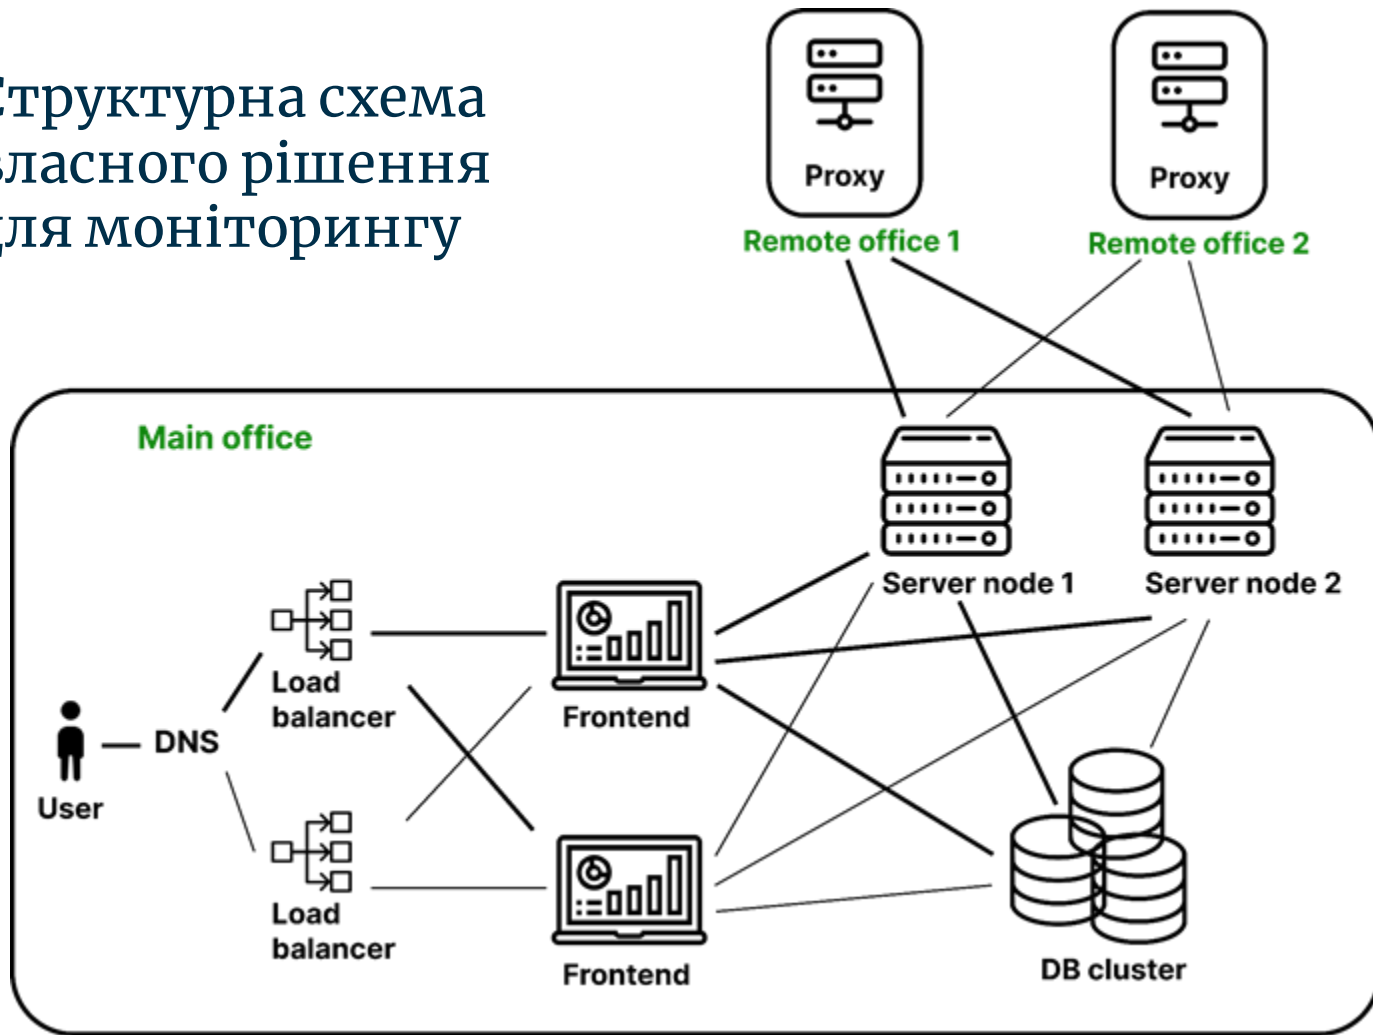 Структурна схема
власного рішення
для моніторингу
Proxy
Remote office 1
Proxy
Remote office 2
Main office
Server node 1
Server node 2
Load
balancer
Frontend
DNS
User
Load
balancer
Frontend
DB cluster